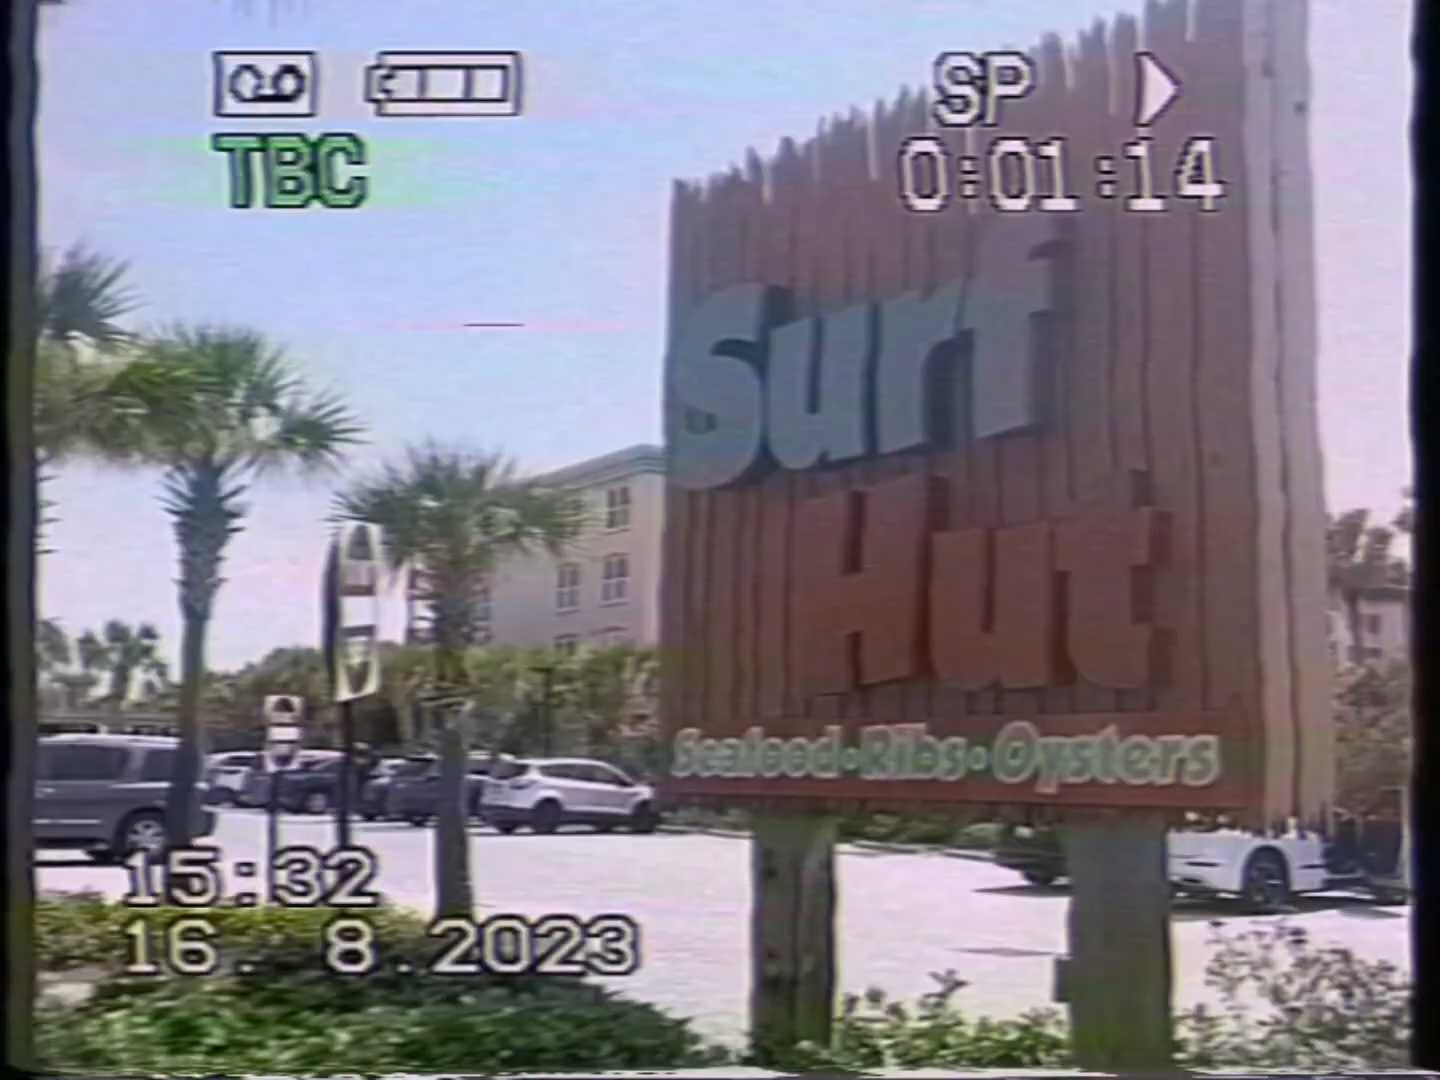 SP
TBC
0:01:14
Surf
Hut
Seafood•Ribs•Oysters
15:32
16. 8.2023